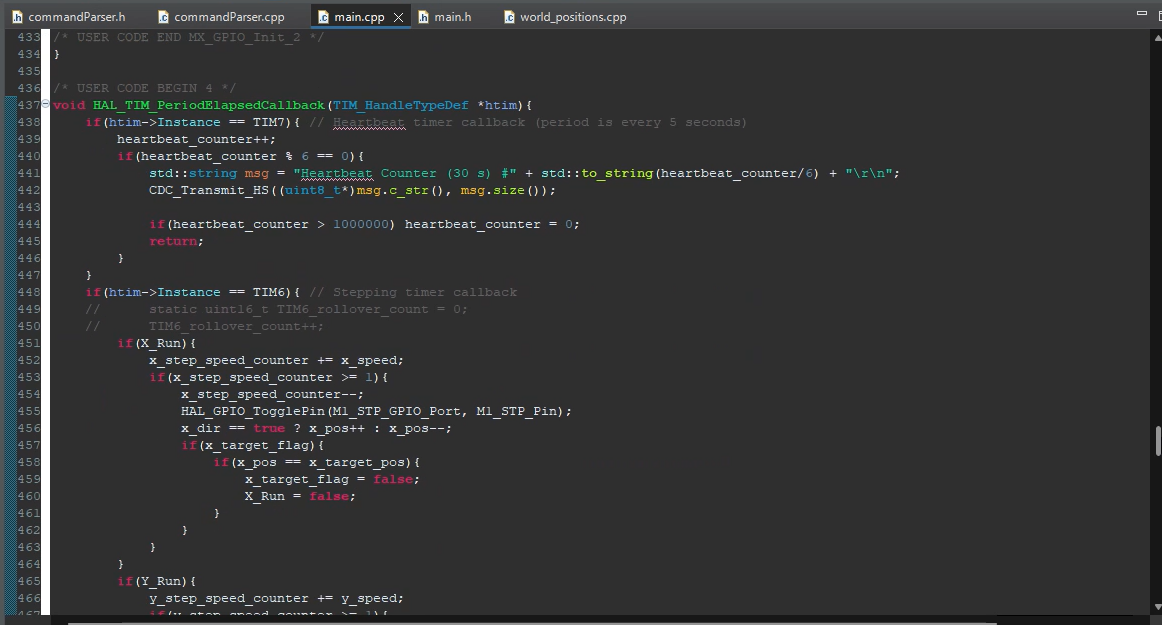 commandParser.h commandParser.cpp main.cpp main.h world_positions.cpp
433 /* USER CODE END MX_GPIO_Init_2 */
434 }
435
436 /* USER CODE BEGIN 4 */
437 void HAL_TIM_PeriodElapsedCallback(TIM_HandleTypeDef *htim){
438     if(htim->Instance == TIM7){ // Heartbeat timer callback (period is every 5 seconds)
439         heartbeat_counter++;
440         if(heartbeat_counter % 6 == 0){
441             std::string msg = "Heartbeat Counter (30 s) #" + std::to_string(heartbeat_counter/6) + "\r\n";
442             CDC_Transmit_HS((uint8_t*)msg.c_str(), msg.size());
443
444             if(heartbeat_counter > 1000000) heartbeat_counter = 0;
445             return;
446         }
447     }
448     if(htim->Instance == TIM6){ // Stepping timer callback
449     //      static uint16_t TIM6_rollover_count = 0;
450     //      TIM6_rollover_count++;
451         if(X_Run){
452             x_step_speed_counter += x_speed;
453             if(x_step_speed_counter >= 1){
454                 x_step_speed_counter--;
455                 HAL_GPIO_TogglePin(M1_STP_GPIO_Port, M1_STP_Pin);
456                 x_dir == true ? x_pos++ : x_pos--;
457                 if(x_target_flag){
458                     if(x_pos == x_target_pos){
459                         x_target_flag = false;
460                         X_Run = false;
461                     }
462                 }
463             }
464         }
465         if(Y_Run){
466             y_step_speed_counter += y_speed;
467             if(y_step_speed_counter >= 1){